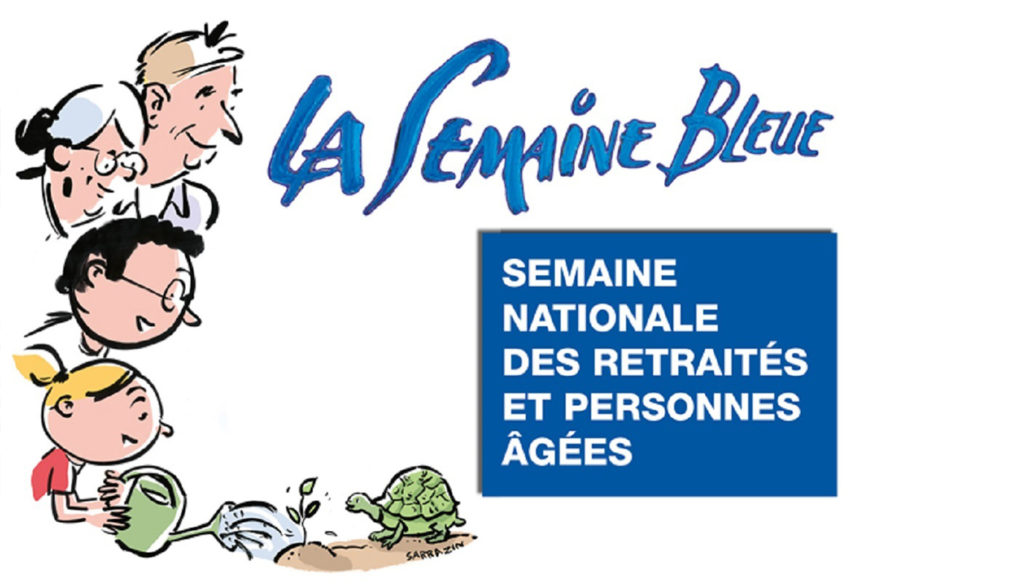 LA SEMAINE BLEUE
SEMAINE
NATIONALE
DES RETRAITÉS
ET PERSONNES
ÂGÉES
SARRAZIN